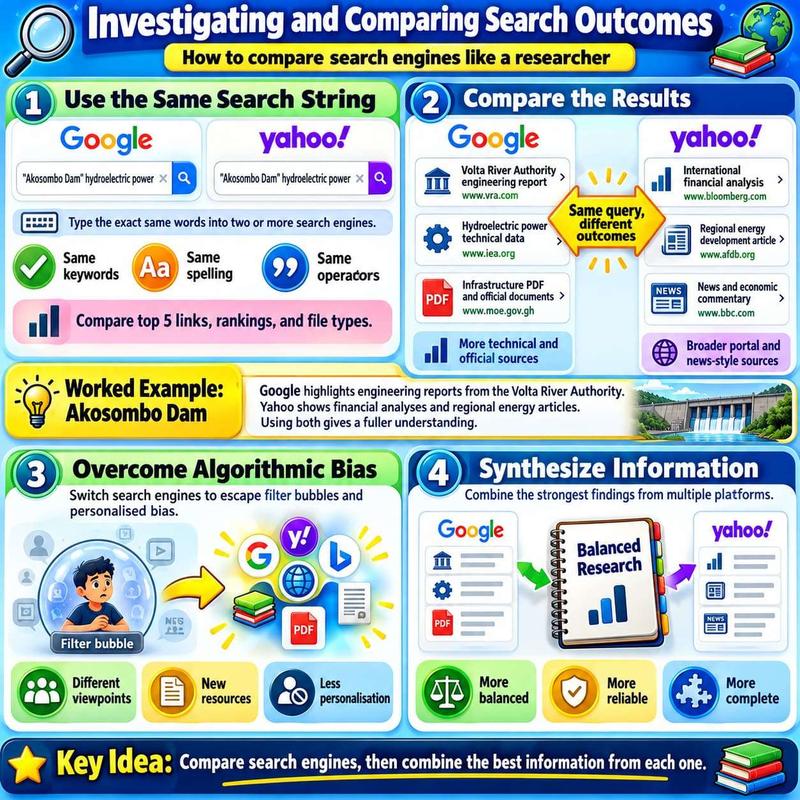 Investigating and Comparing Search Outcomes
How to compare search engines like a researcher
1 Use the Same Search String
Google
yahoo!
"Akosombo Dam" hydroelectric power ×
"Akosombo Dam" hydroelectric power ×
Type the exact same words into two or more search engines.
Same
keywords
Aa
Same
spelling
Same
operators
Compare top 5 links, rankings, and file types.
2 Compare the Results
Google
Volta River Authority
engineering report
www.vra.com
Hydroelectric power
technical data
www.iea.org
PDF
Infrastructure PDF
and official documents
www.moe.gov.gh
More technical and
official sources
Same query,
different
outcomes
yahoo!
International
financial analysis
www.bloomberg.com
Regional energy
development article
www.afdb.org
NEWS
News and economic
commentary
www.bbc.com
Broader portal and
news-style sources
Worked Example:
Akosombo Dam
Google highlights engineering reports from the Volta River Authority.
Yahoo shows financial analyses and regional energy articles.
Using both gives a fuller understanding.
3 Overcome Algorithmic Bias
Switch search engines to escape filter bubbles and
personalised bias.
Filter bubble
G
y!
b
PDF
Different
viewpoints
New
resources
Less
personalisation
4 Synthesize Information
Combine the strongest findings from multiple platforms.
Google
PDF
Balanced
Research
yahoo!
NEWS
More
balanced
More
reliable
More
complete
Key Idea: Compare search engines, then combine the best information from each one.